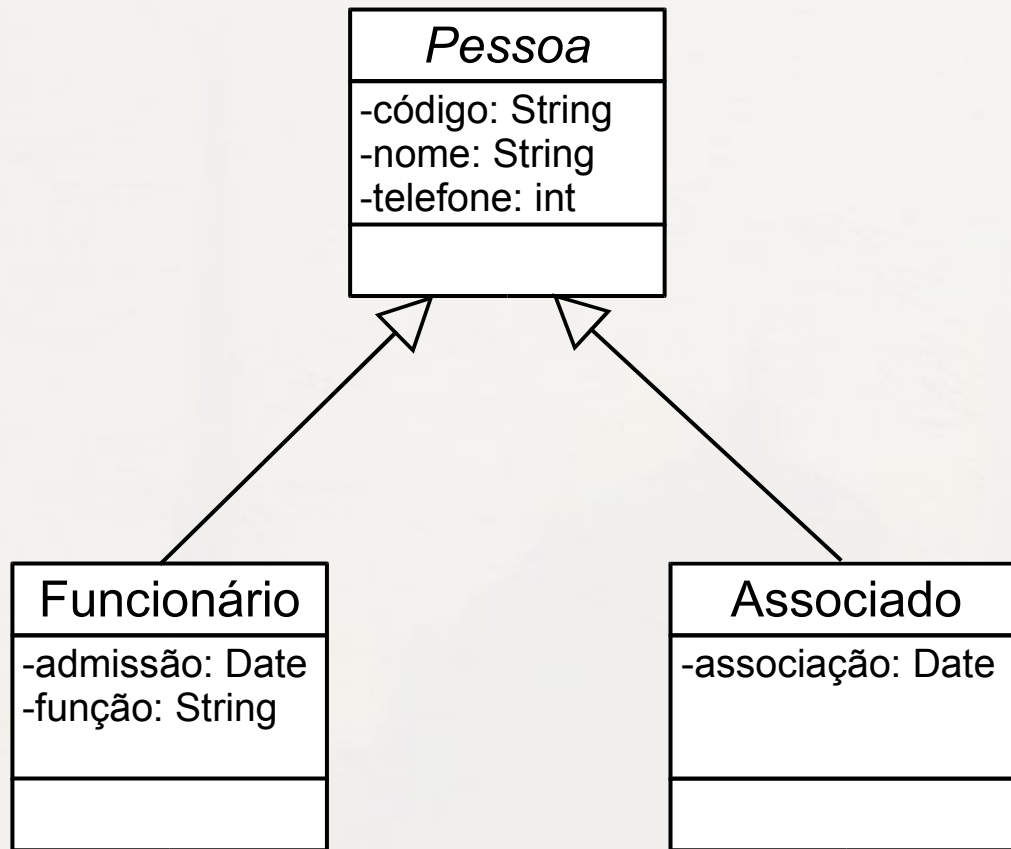 Pessoa
-código: String
-nome: String
-telefone: int
Funcionário
-admissão: Date
-função: String
Associado
-associação: Date